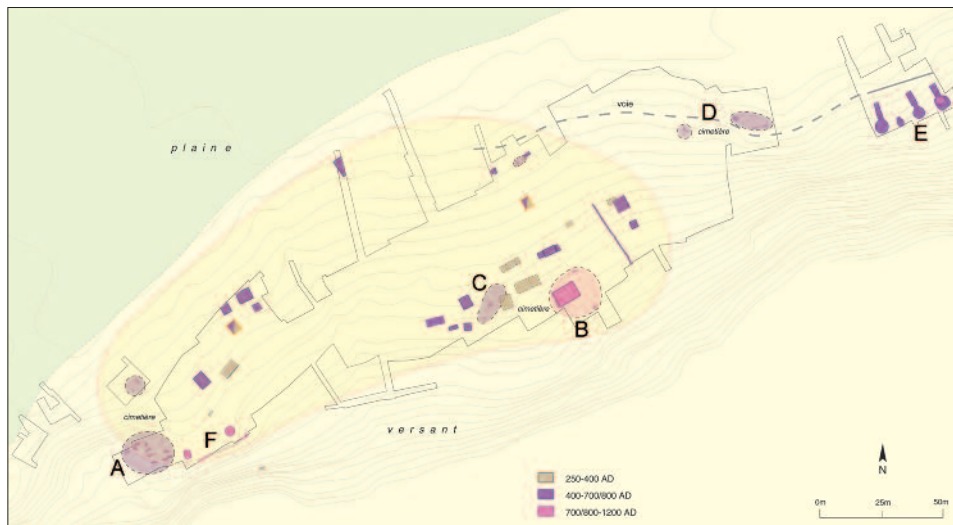 plaine
voie
D
cimetière
E
C
cimetière
B
cimetière
F
A
versant
N
250-400 AD
400-700/800 AD
700/800-1200 AD
0m 25m 50m